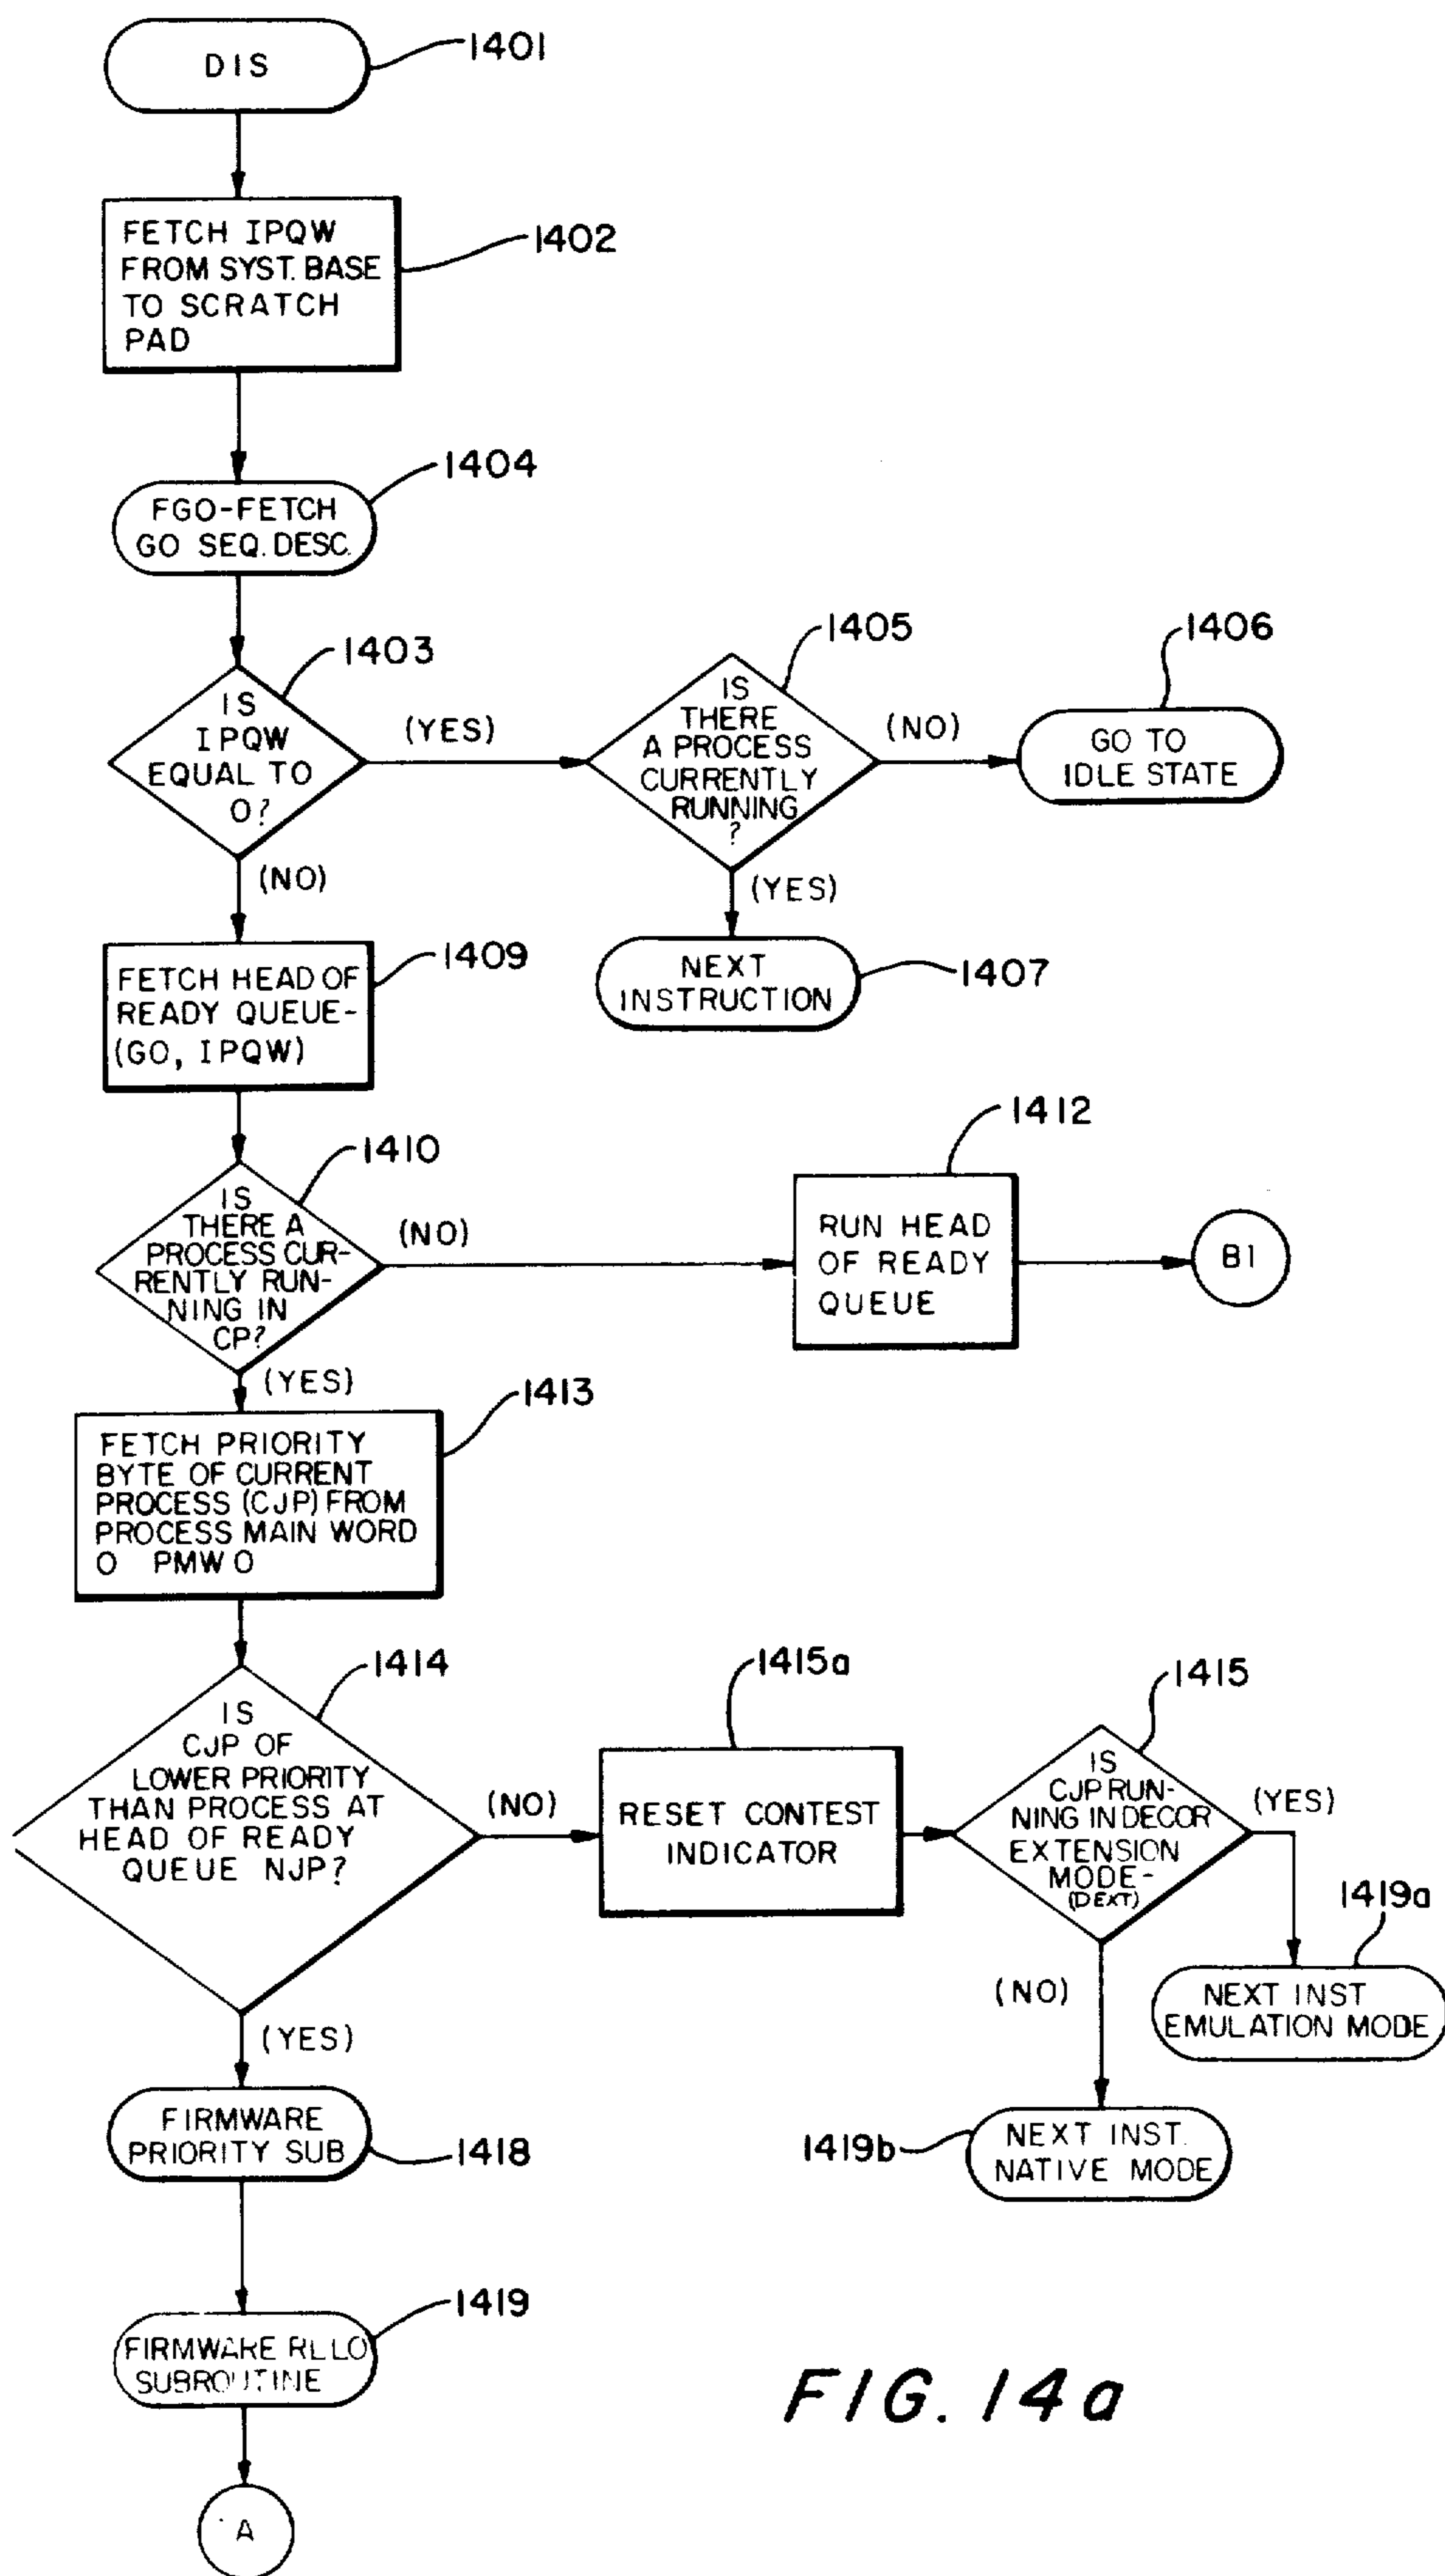 DIS
1401
FETCH IPQW
FROM SYST. BASE
TO SCRATCH
PAD
1402
FGO-FETCH
GO SEQ. DESC.
1404
IS
IPQW
EQUAL TO
0?
1403
(YES)
(NO)
IS
THERE
A PROCESS
CURRENTLY
RUNNING
?
1405
(NO)
(YES)
GO TO
IDLE STATE
1406
NEXT
INSTRUCTION
1407
FETCH HEAD OF
READY QUEUE-
(GO, IPQW)
1409
IS
THERE A
PROCESS CUR-
RENTLY RUN-
NING IN
CP?
1410
(NO)
(YES)
RUN HEAD
OF READY
QUEUE
1412
B1
FETCH PRIORITY
BYTE OF CURRENT
PROCESS (CJP) FROM
PROCESS MAIN WORD
0 PMW 0
1413
IS
CJP OF
LOWER PRIORITY
THAN PROCESS AT
HEAD OF READY
QUEUE NJP?
1414
(NO)
(YES)
RESET CONTEST
INDICATOR
1415a
IS
CJP RUN-
NING IN DECOR
EXTENSION
MODE-
(DEXT)
1415
(YES)
(NO)
NEXT INST
EMULATION MODE
1419a
NEXT INST.
NATIVE MODE
1419b
FIRMWARE
PRIORITY SUB
1418
FIRMWARE RLLO
SUBROUTINE
1419
A
FIG. 14a